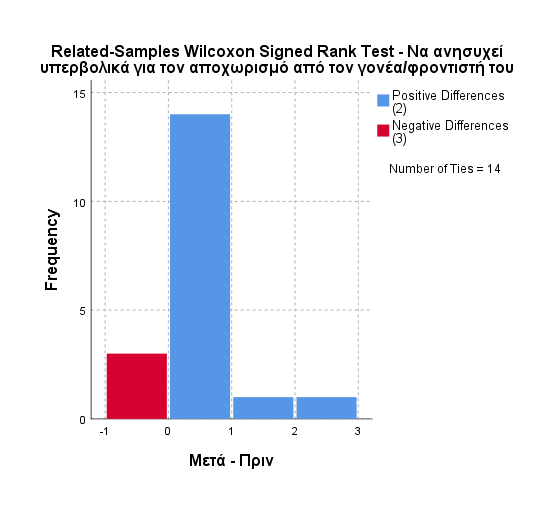 Related-Samples Wilcoxon Signed Rank Test - Να ανησυχεί
υπερβολικά για τον αποχωρισμό από τον γονέα/φροντιστή του
Positive Differences
(2)
Negative Differences
(3)
Number of Ties = 14
Frequency
15
10
5
0
-1
0
1
2
3
Μετά - Πριν